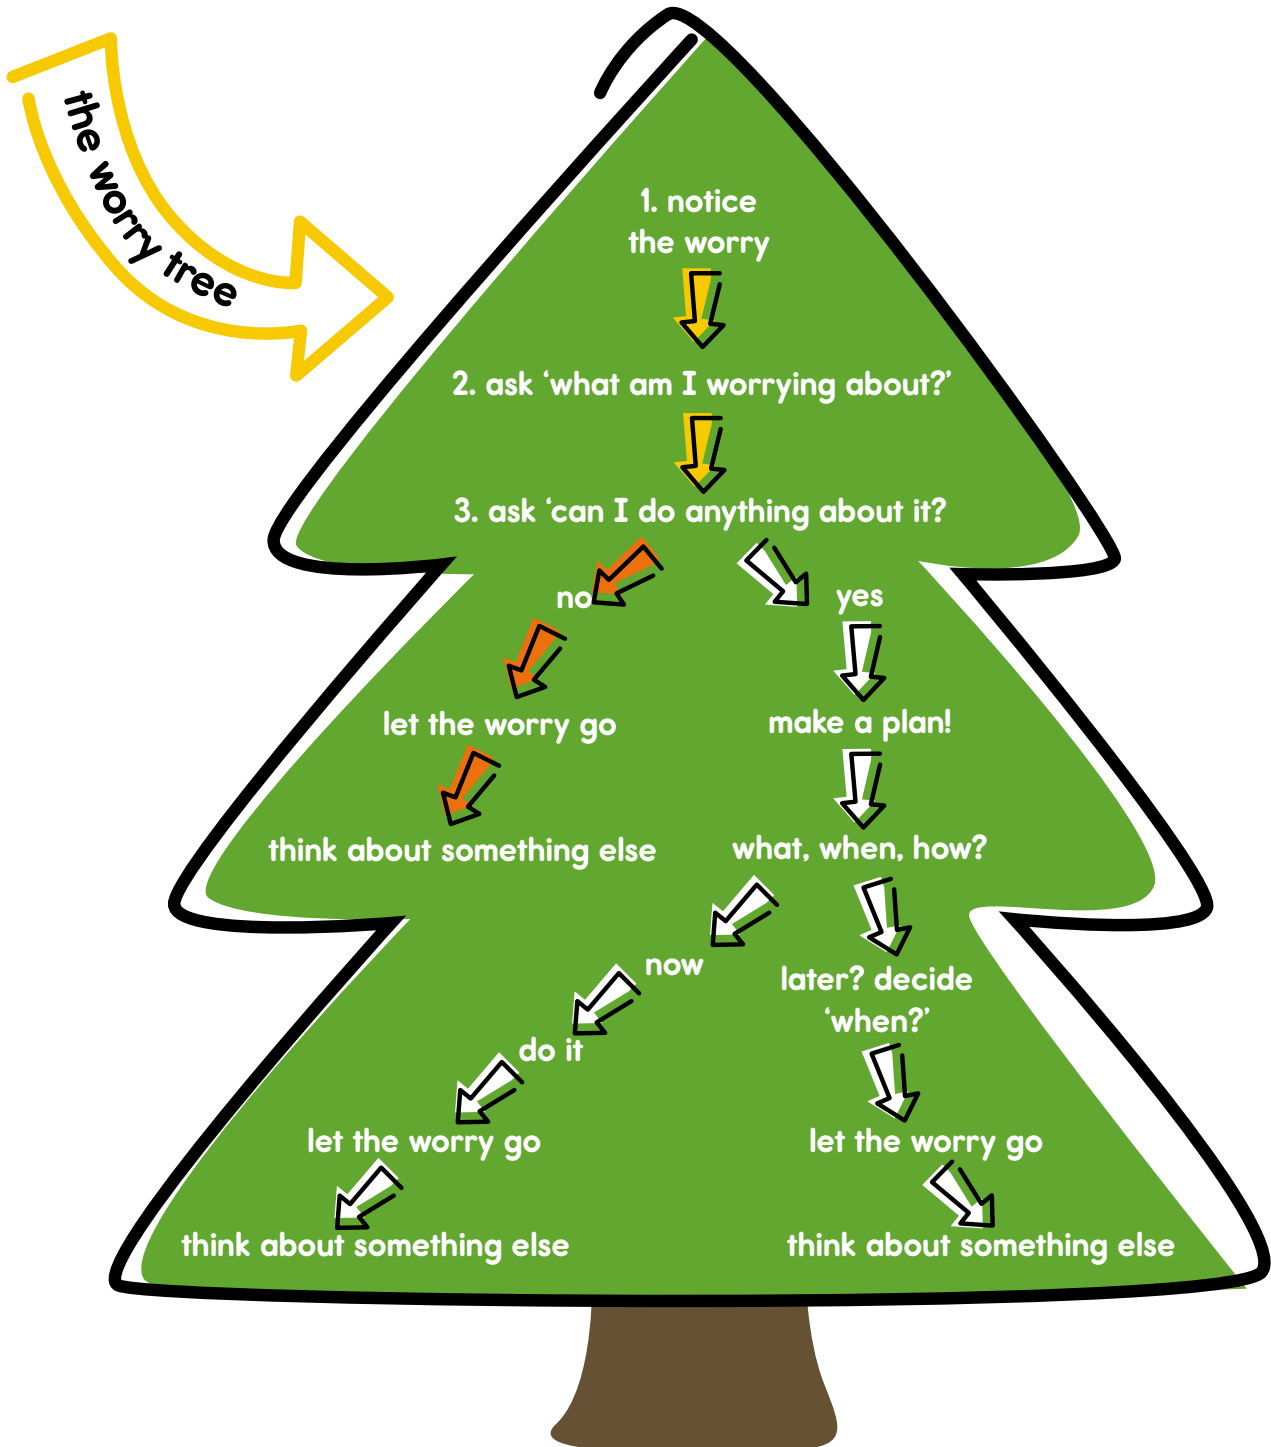 the worry tree
1. notice
the worry
2. ask ‘what am I worrying about?’
3. ask ‘can I do anything about it?
no
yes
let the worry go
make a plan!
think about something else
what, when, how?
now
later? decide
‘when?’
do it
let the worry go
let the worry go
think about something else
think about something else